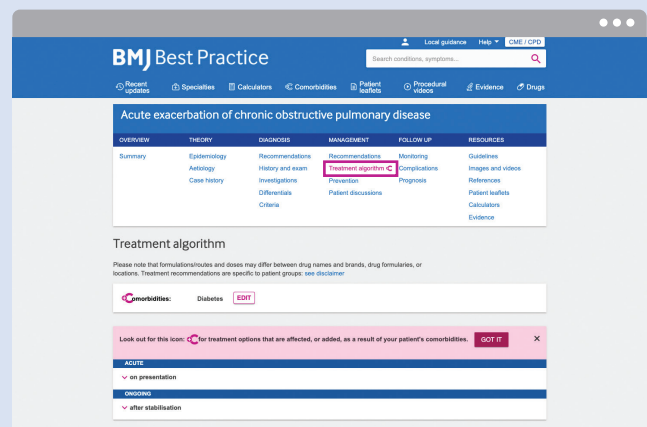 Local guidance Help CME / CPD
BMJ Best Practice
Search conditions, symptoms...
Recent updates Specialties Calculators Comorbidities Patient leaflets Procedural videos Evidence Drugs
Acute exacerbation of chronic obstructive pulmonary disease
OVERVIEW THEORY DIAGNOSIS MANAGEMENT FOLLOW UP RESOURCES
Summary Epidemiology Recommendations Recommendations Monitoring Guidelines
Aetiology History and exam Treatment algorithm Complications Images and videos
Case history Investigations Prevention Prognosis References
Differentials Patient discussions Patient leaflets
Criteria Calculators
Evidence
Treatment algorithm
Please note that formulations/routes and doses may differ between drug names and brands, drug formularies, or
locations. Treatment recommendations are specific to patient groups: see disclaimer
Comorbidities: Diabetes EDIT
Look out for this icon: for treatment options that are affected, or added, as a result of your patient's comorbidities. GOT IT
ACUTE
on presentation
ONGOING
after stabilisation